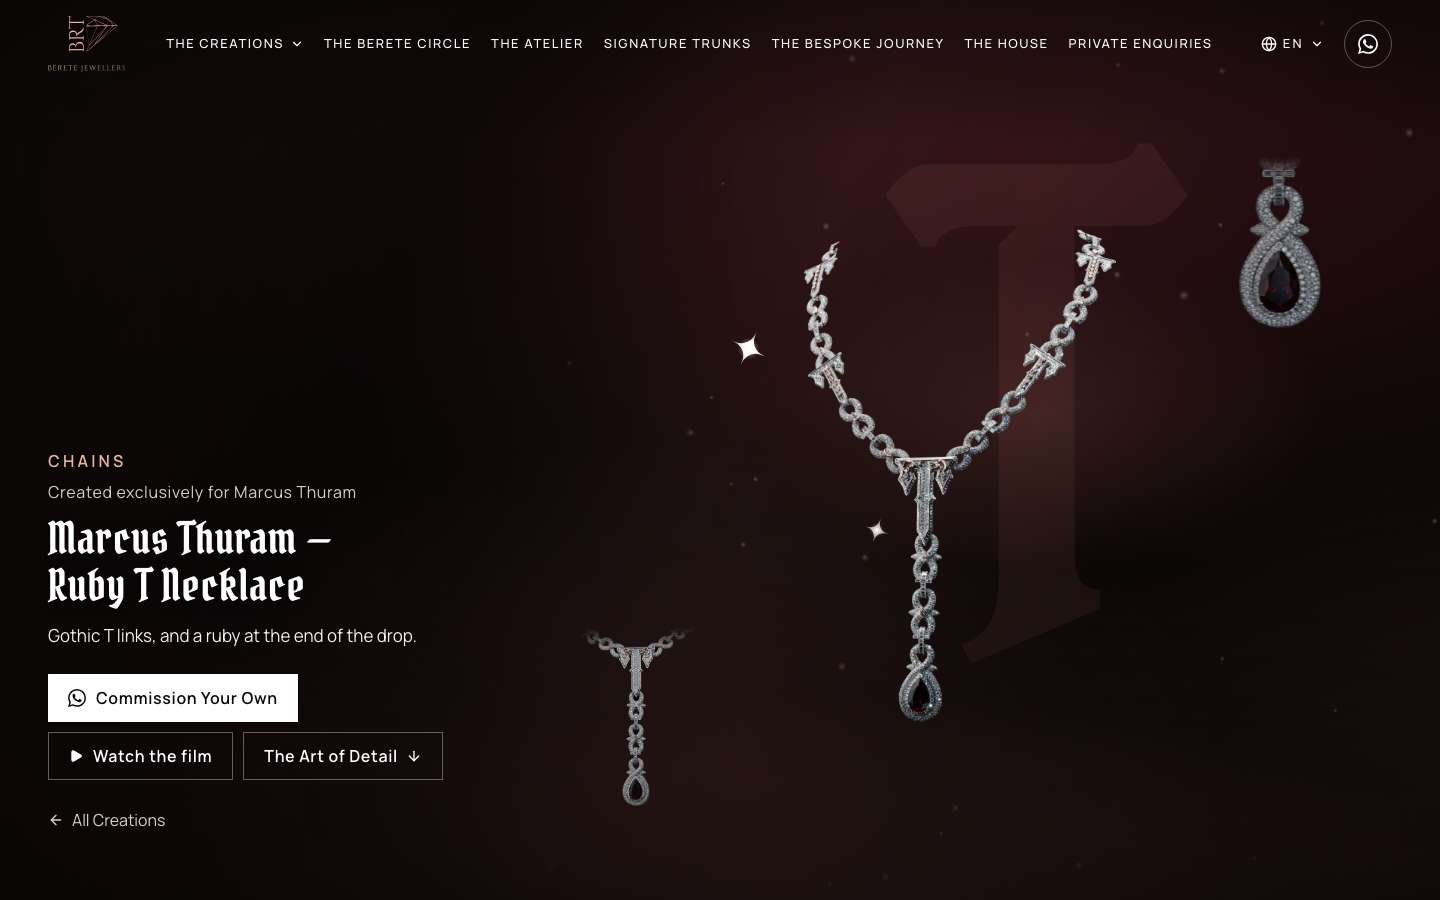 BRT
BERETE JEWELLERS
THE CREATIONS
THE BERETE CIRCLE
THE ATELIER
SIGNATURE TRUNKS
THE BESPOKE JOURNEY
THE HOUSE
PRIVATE ENQUIRIES
EN
T
CHAINS
Created exclusively for Marcus Thuram
Marcus Thuram –
Ruby T Necklace
Gothic T links, and a ruby at the end of the drop.
Commission Your Own
Watch the film
The Art of Detail
All Creations